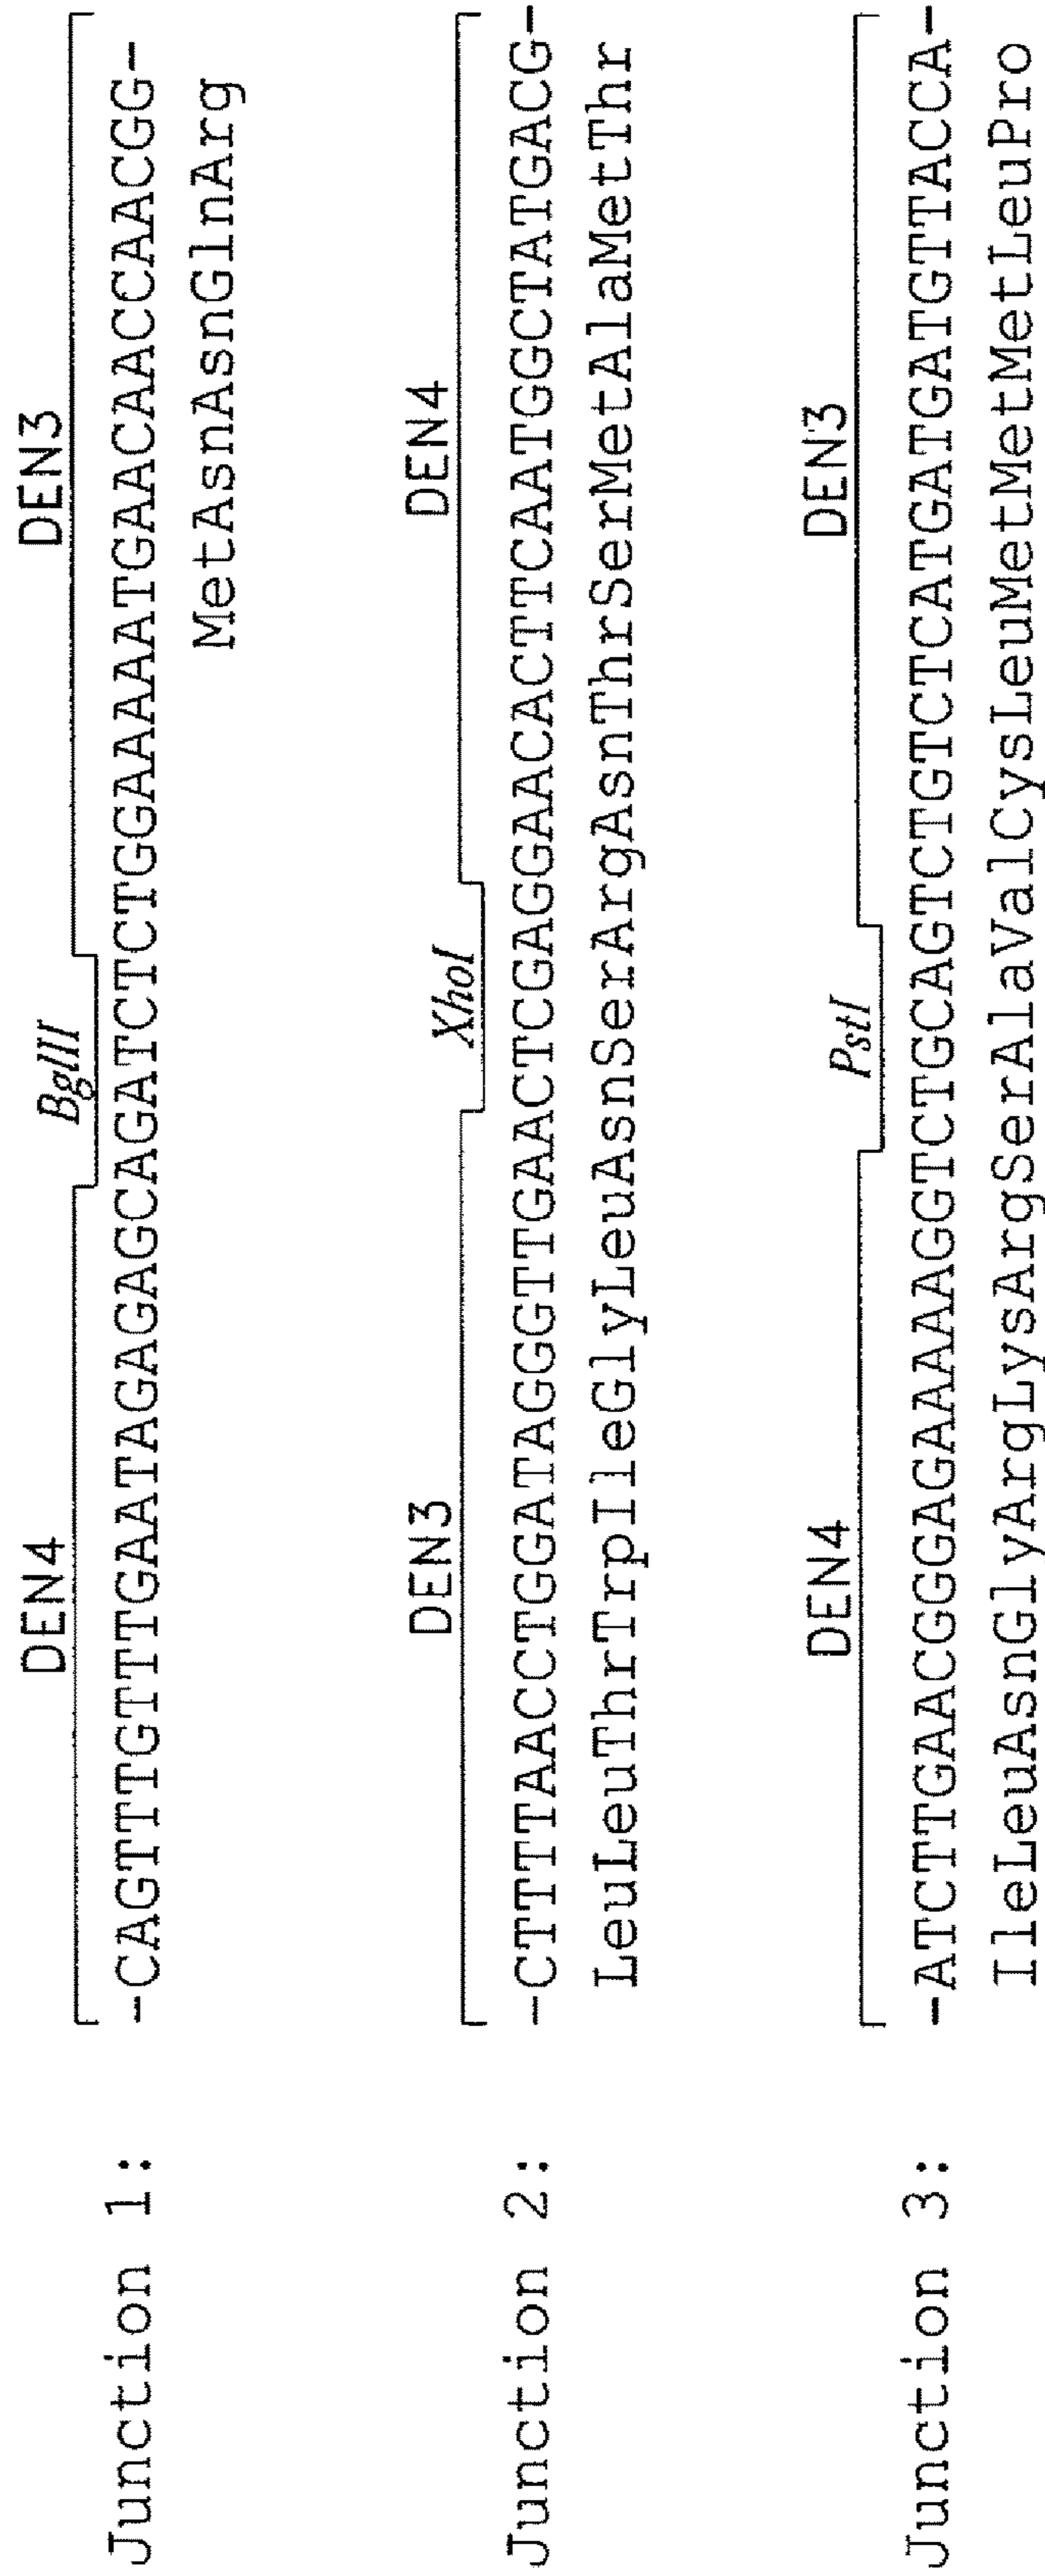 DEN4 BglII DEN3
Junction 1: -CAGTTTGTTTGAATAGAGAGCAGATCTCTGGAAAAATGAACAACCAACGG-
MetAsnAsnGlnArg
DEN3 XhoI DEN4
Junction 2: -CTTTTAACCTGGATAGGGTTGAACTCGAGGAACACTTCAATGGCTATGACG-
LeuLeuThrTrpIleGlyLeuAsnSerArgAsnThrSerMetAlaMetThr
DEN4 PstI DEN3
Junction 3: -ATCTTGAACGGGAGAAAAAGGTCTGCAGTCTGTCTCATGATGATGTTACCA-
IleLeuAsnGlyArgLysArgSerAlaValCysLeuMetMetMetLeuPro